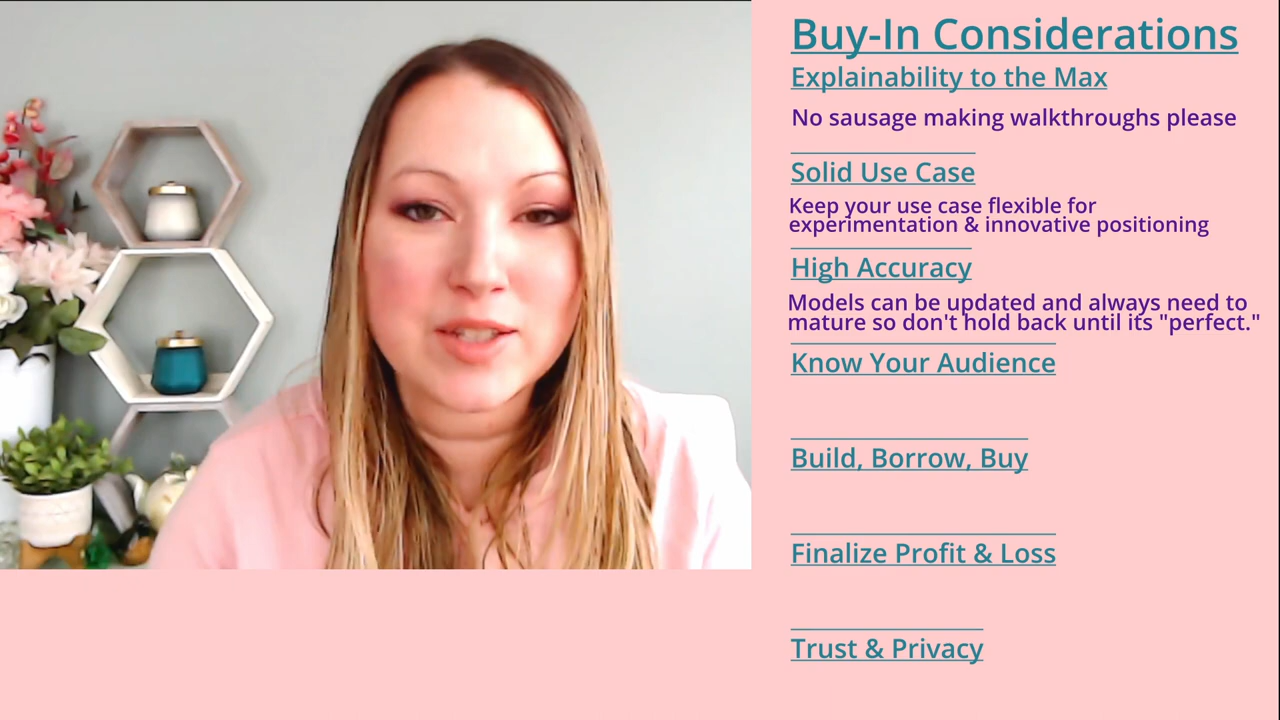 Buy-In Considerations
Explainability to the Max
No sausage making walkthroughs please
Solid Use Case
Keep your use case flexible for
experimentation & innovative positioning
High Accuracy
Models can be updated and always need to
mature so don't hold back until its "perfect."
Know Your Audience
Build, Borrow, Buy
Finalize Profit & Loss
Trust & Privacy